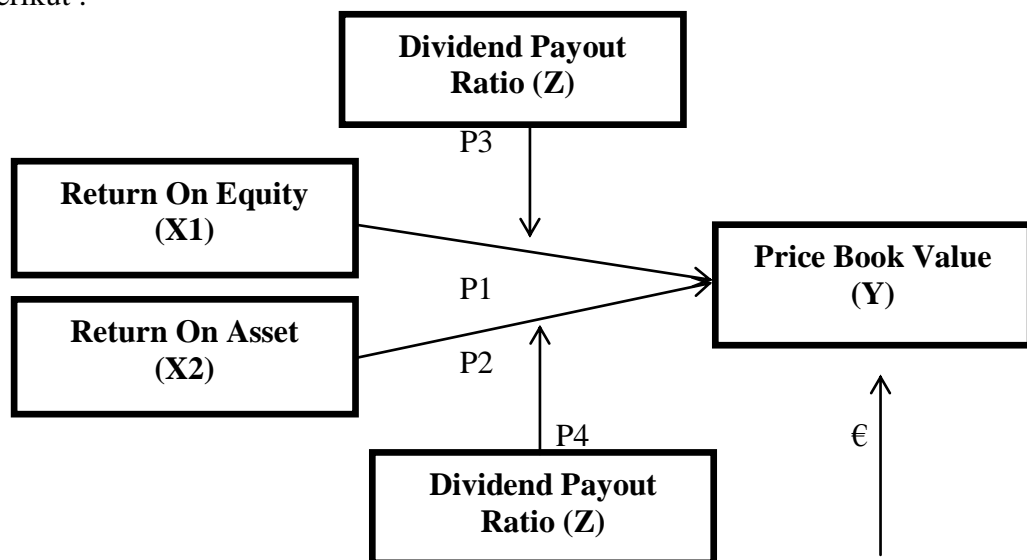 erikut :
Dividend Payout
Ratio (Z)
P3
Return On Equity
(X1)
Price Book Value
(Y)
P1
Return On Asset
(X2)
P2
P4
€
Dividend Payout
Ratio (Z)